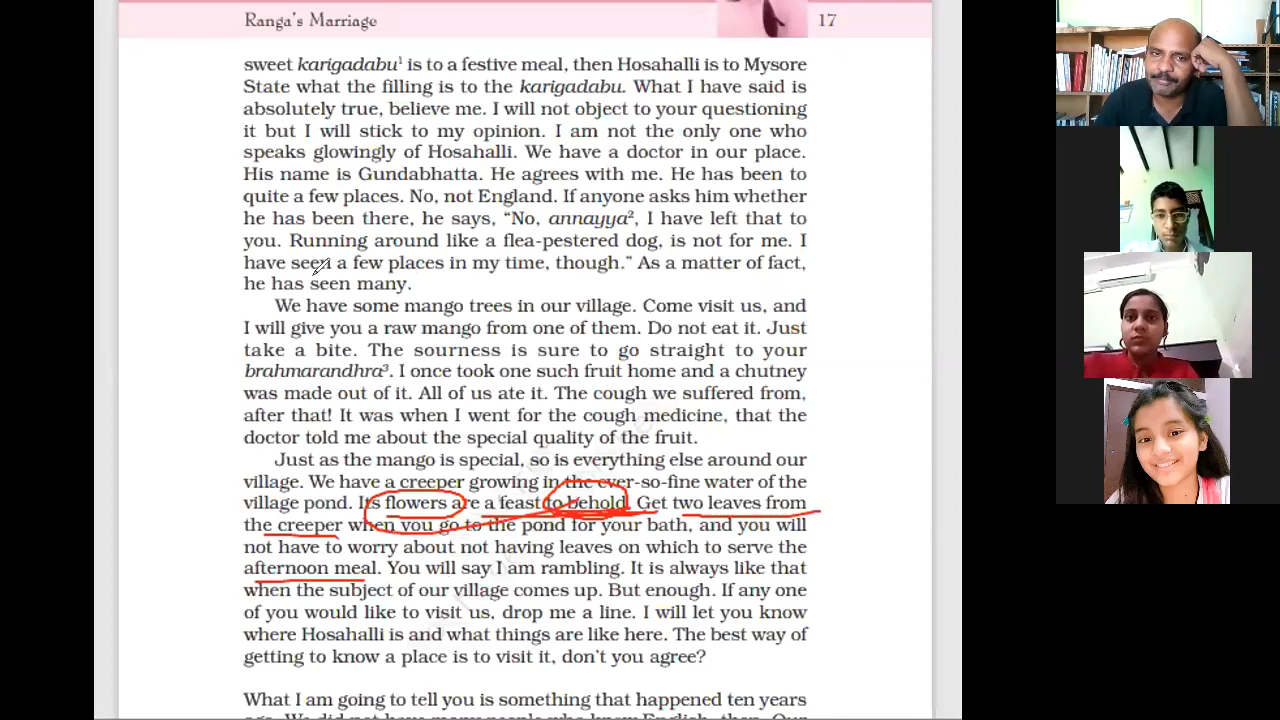 Ranga's Marriage 17
sweet karigadabu¹ is to a festive meal, then Hosahalli is to Mysore
State what the filling is to the karigadabu. What I have said is
absolutely true, believe me. I will not object to your questioning
it but I will stick to my opinion. I am not the only one who
speaks glowingly of Hosahalli. We have a doctor in our place.
His name is Gundabhatta. He agrees with me. He has been to
quite a few places. No, not England. If anyone asks him whether
he has been there, he says, “No, annayya², I have left that to
you. Running around like a flea-pestered dog, is not for me. I
have seen a few places in my time, though.” As a matter of fact,
he has seen many.
We have some mango trees in our village. Come visit us, and
I will give you a raw mango from one of them. Do not eat it. Just
take a bite. The sourness is sure to go straight to your
brahmarandhra³. I once took one such fruit home and a chutney
was made out of it. All of us ate it. The cough we suffered from,
after that! It was when I went for the cough medicine, that the
doctor told me about the special quality of the fruit.
Just as the mango is special, so is everything else around our
village. We have a creeper growing in the ever-so-fine water of the
village pond. Its flowers are a feast to behold. Get two leaves from
the creeper when you go to the pond for your bath, and you will
not have to worry about not having leaves on which to serve the
afternoon meal. You will say I am rambling. It is always like that
when the subject of our village comes up. But enough. If any one
of you would like to visit us, drop me a line. I will let you know
where Hosahalli is and what things are like here. The best way of
getting to know a place is to visit it, don't you agree?
What I am going to tell you is something that happened ten years
ago. We did not have many people who knew English, then. Our